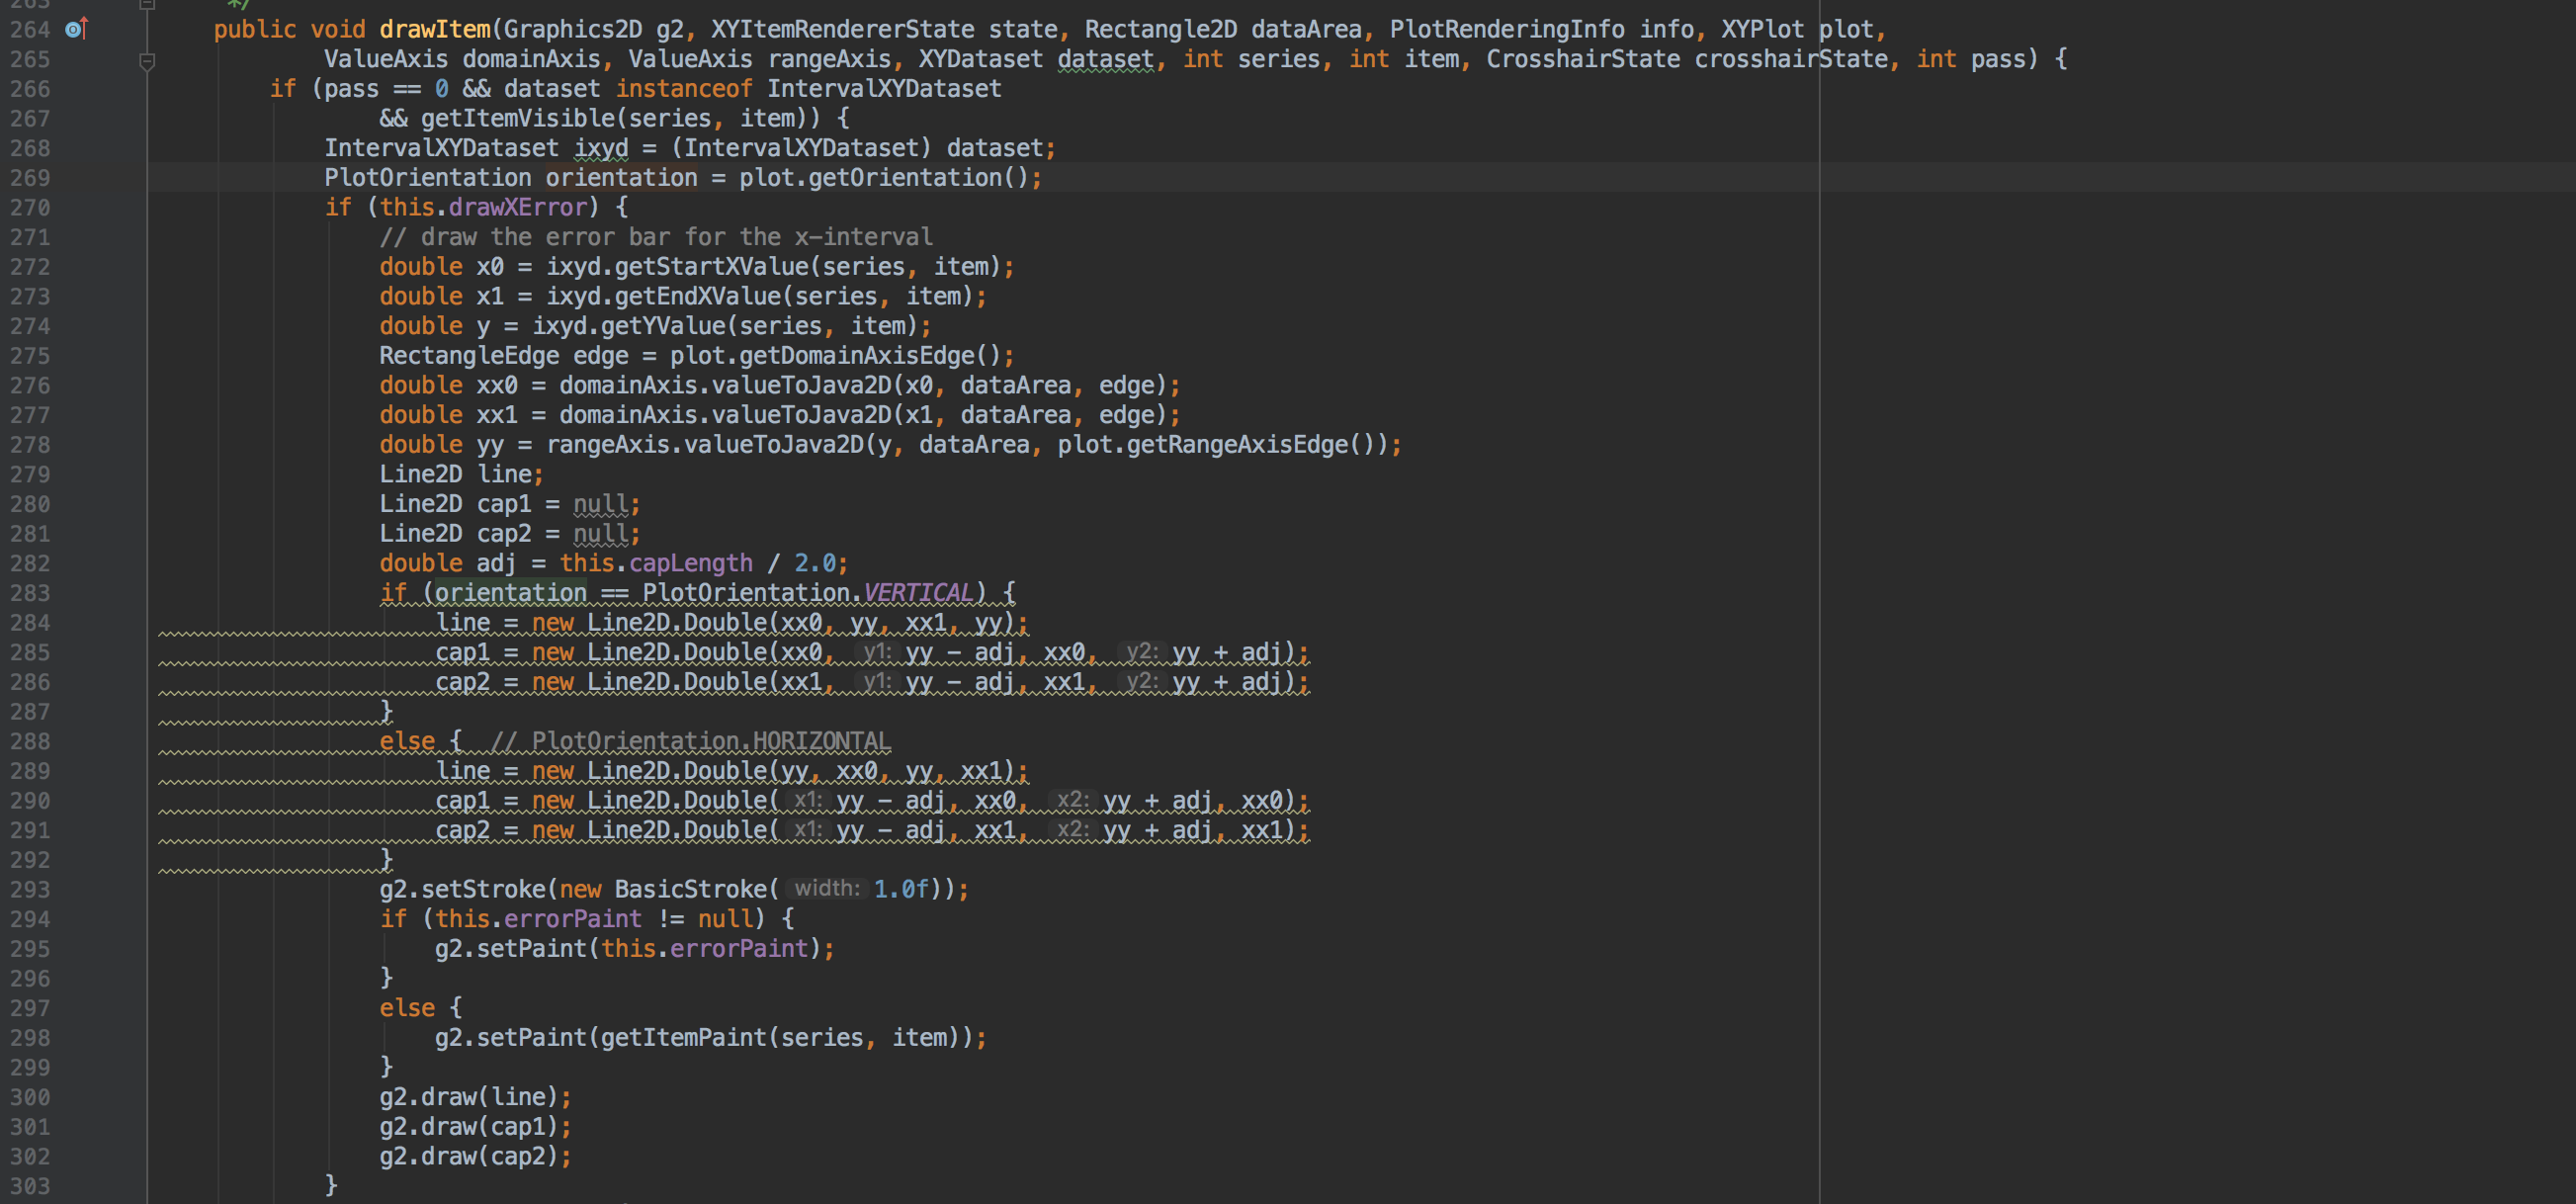 263 */
264 public void drawItem(Graphics2D g2, XYItemRendererState state, Rectangle2D dataArea, PlotRenderingInfo info, XYPlot plot,
265 ValueAxis domainAxis, ValueAxis rangeAxis, XYDataset dataset, int series, int item, CrosshairState crosshairState, int pass) {
266 if (pass == 0 && dataset instanceof IntervalXYDataset
267 && getItemVisible(series, item)) {
268 IntervalXYDataset ixyd = (IntervalXYDataset) dataset;
269 PlotOrientation orientation = plot.getOrientation();
270 if (this.drawXError) {
271 // draw the error bar for the x-interval
272 double x0 = ixyd.getStartXValue(series, item);
273 double x1 = ixyd.getEndXValue(series, item);
274 double y = ixyd.getYValue(series, item);
275 RectangleEdge edge = plot.getDomainAxisEdge();
276 double xx0 = domainAxis.valueToJava2D(x0, dataArea, edge);
277 double xx1 = domainAxis.valueToJava2D(x1, dataArea, edge);
278 double yy = rangeAxis.valueToJava2D(y, dataArea, plot.getRangeAxisEdge());
279 Line2D line;
280 Line2D cap1 = null;
281 Line2D cap2 = null;
282 double adj = this.capLength / 2.0;
283 if (orientation == PlotOrientation.VERTICAL) {
284 line = new Line2D.Double(xx0, yy, xx1, yy);
285 cap1 = new Line2D.Double(xx0, y1: yy - adj, xx0, y2: yy + adj);
286 cap2 = new Line2D.Double(xx1, y1: yy - adj, xx1, y2: yy + adj);
287 }
288 else { // PlotOrientation.HORIZONTAL
289 line = new Line2D.Double(yy, xx0, yy, xx1);
290 cap1 = new Line2D.Double( x1: yy - adj, xx0, x2: yy + adj, xx0);
291 cap2 = new Line2D.Double( x1: yy - adj, xx1, x2: yy + adj, xx1);
292 }
293 g2.setStroke(new BasicStroke( width: 1.0f));
294 if (this.errorPaint != null) {
295 g2.setPaint(this.errorPaint);
296 }
297 else {
298 g2.setPaint(getItemPaint(series, item));
299 }
300 g2.draw(line);
301 g2.draw(cap1);
302 g2.draw(cap2);
303 }